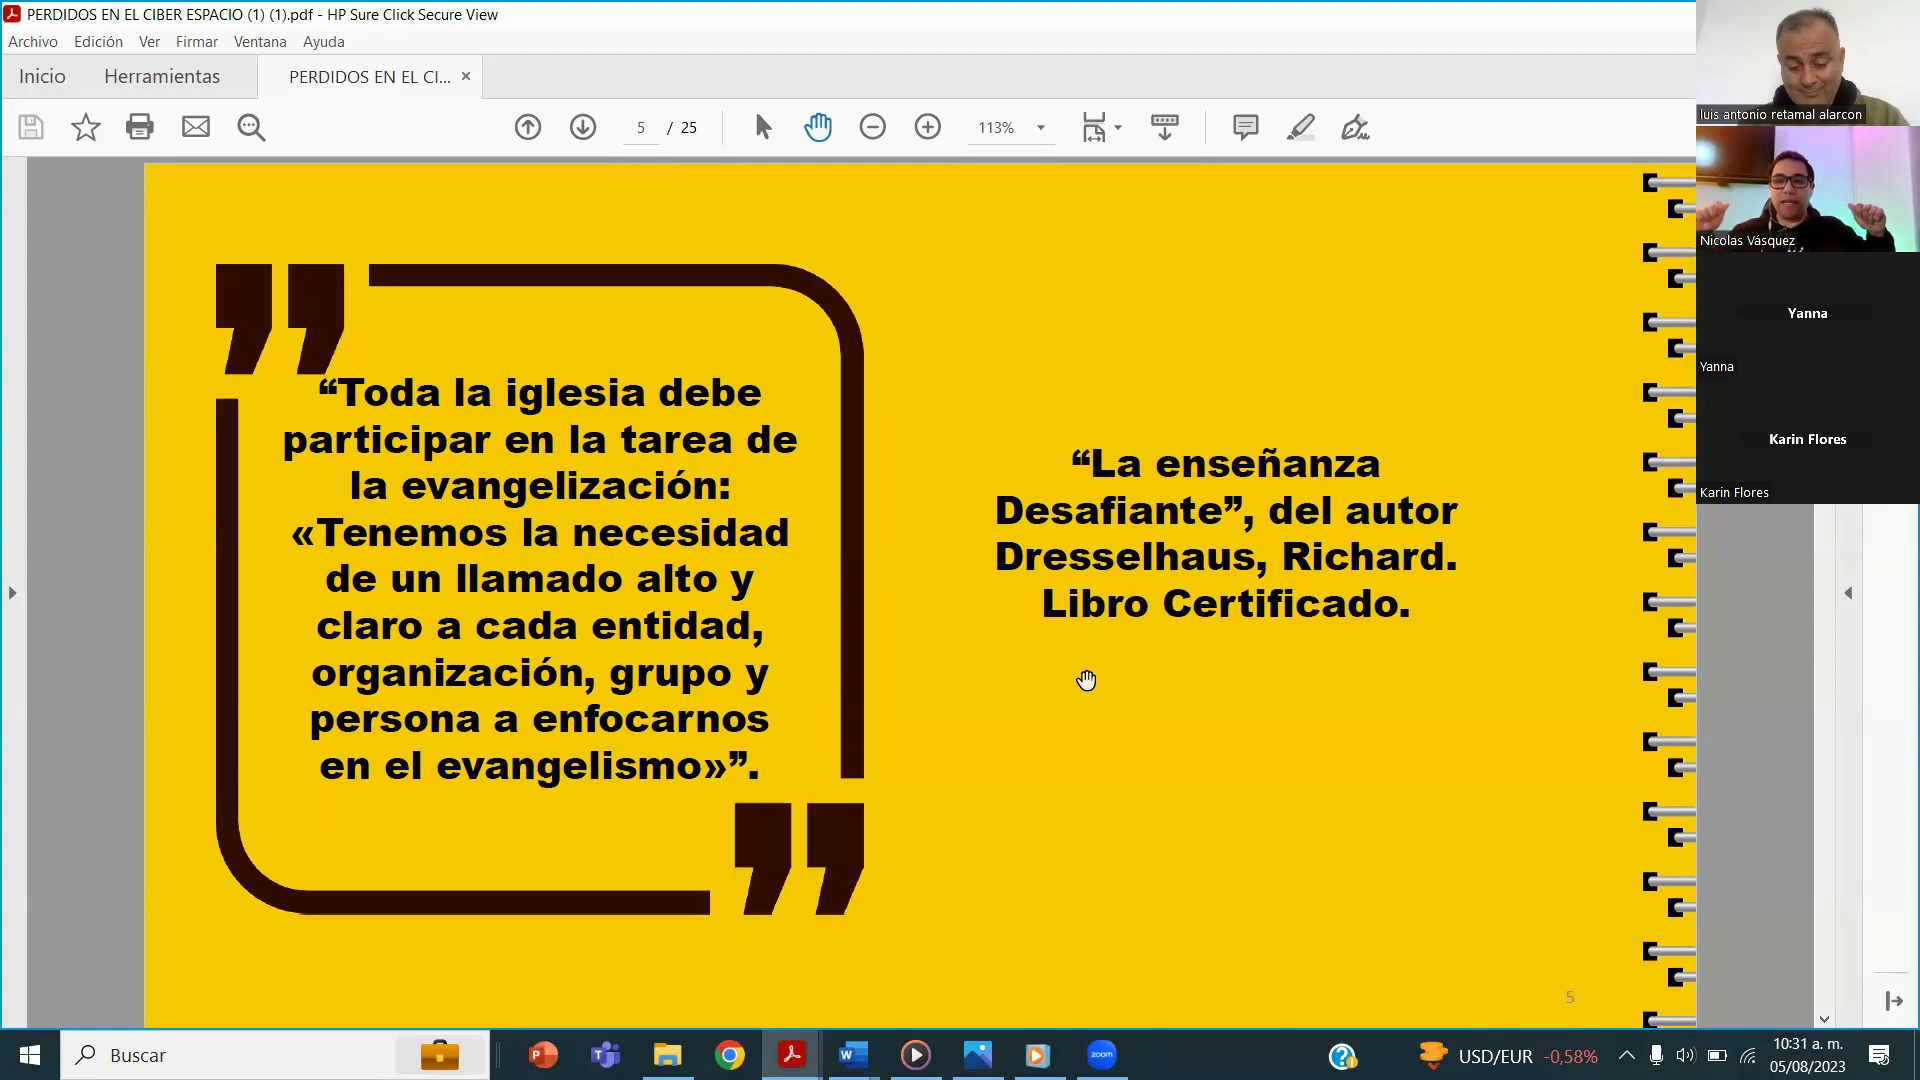 PERDIDOS EN EL CIBER ESPACIO (1) (1).pdf - HP Sure Click Secure View
Archivo Edición Ver Firmar Ventana Ayuda
Inicio Herramientas PERDIDOS EN EL CI... ×
5 / 25 113%
“Toda la iglesia debe
participar en la tarea de
la evangelización:
«Tenemos la necesidad
de un llamado alto y
claro a cada entidad,
organización, grupo y
persona a enfocarnos
en el evangelismo»”.
“La enseñanza
Desafiante”, del autor
Dresselhaus, Richard.
Libro Certificado.
5
luis antonio retamal alarcon
Nicolas Vásquez
Yanna
Yanna
Karin Flores
Karin Flores
Buscar
zoom
USD/EUR -0,58%
10:31 a. m.
05/08/2023